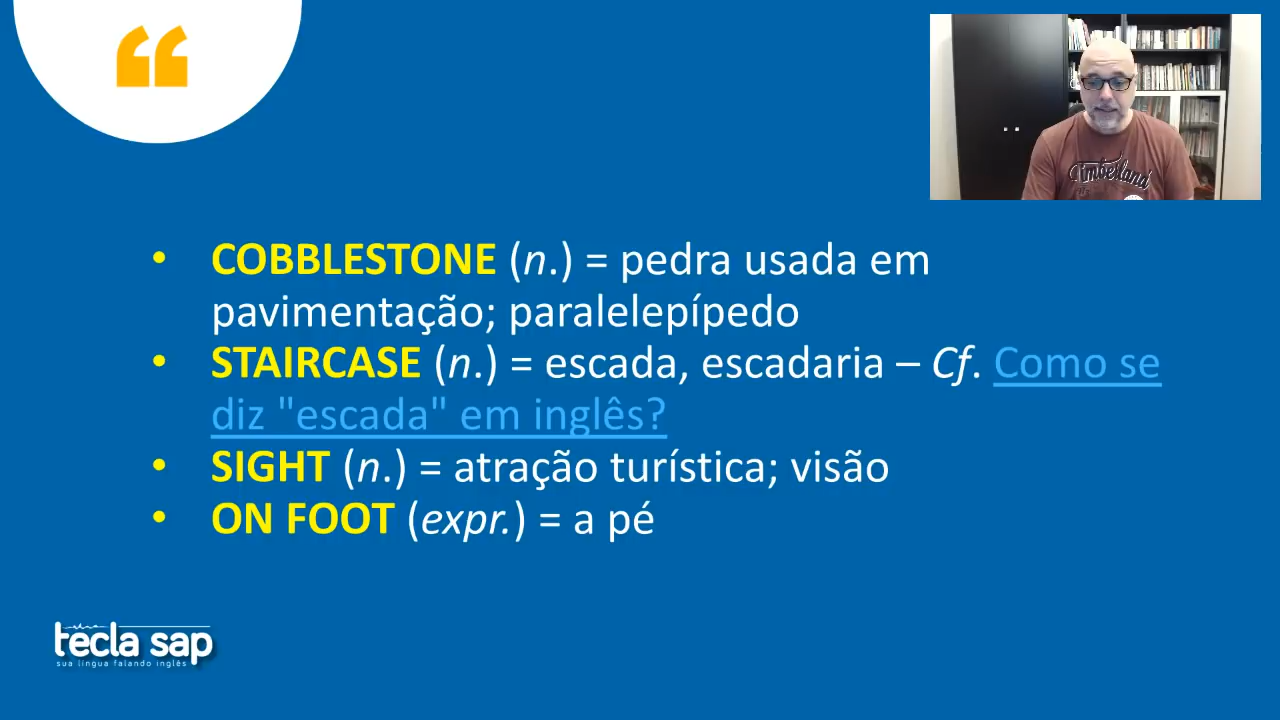 Timberland
• COBBLESTONE (n.) = pedra usada em
pavimentação; paralelepípedo
• STAIRCASE (n.) = escada, escadaria – Cf. Como se
diz "escada" em inglês?
• SIGHT (n.) = atração turística; visão
• ON FOOT (expr.) = a pé
tecla sap
sua língua falando inglês